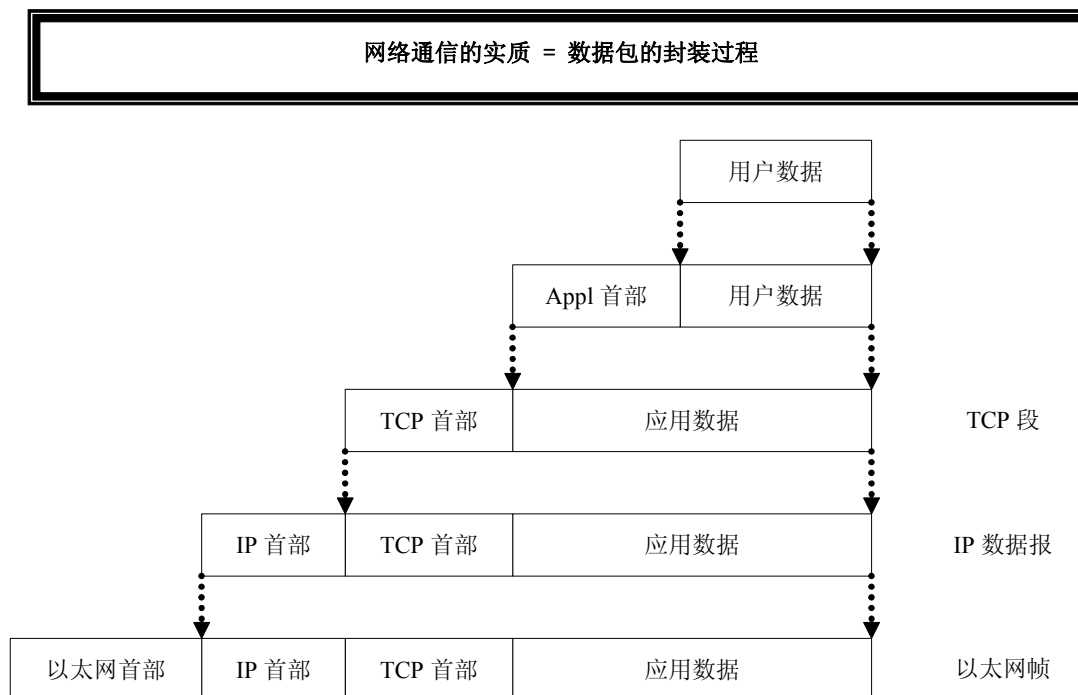 网络通信的实质 = 数据包的封装过程
用户数据
Appl 首部 用户数据
TCP 首部 应用数据 TCP 段
IP 首部 TCP 首部 应用数据 IP 数据报
以太网首部 IP 首部 TCP 首部 应用数据 以太网帧